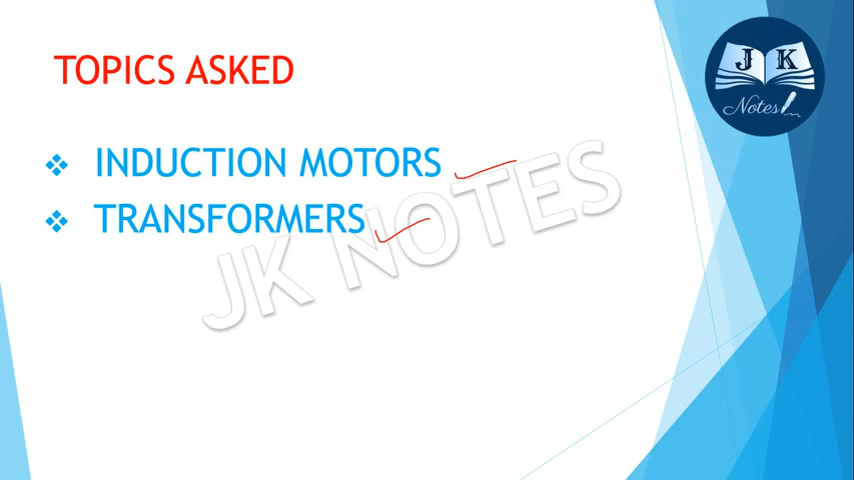 TOPICS ASKED
J K
Notes
INDUCTION MOTORS
TRANSFORMERS
JK NOTES